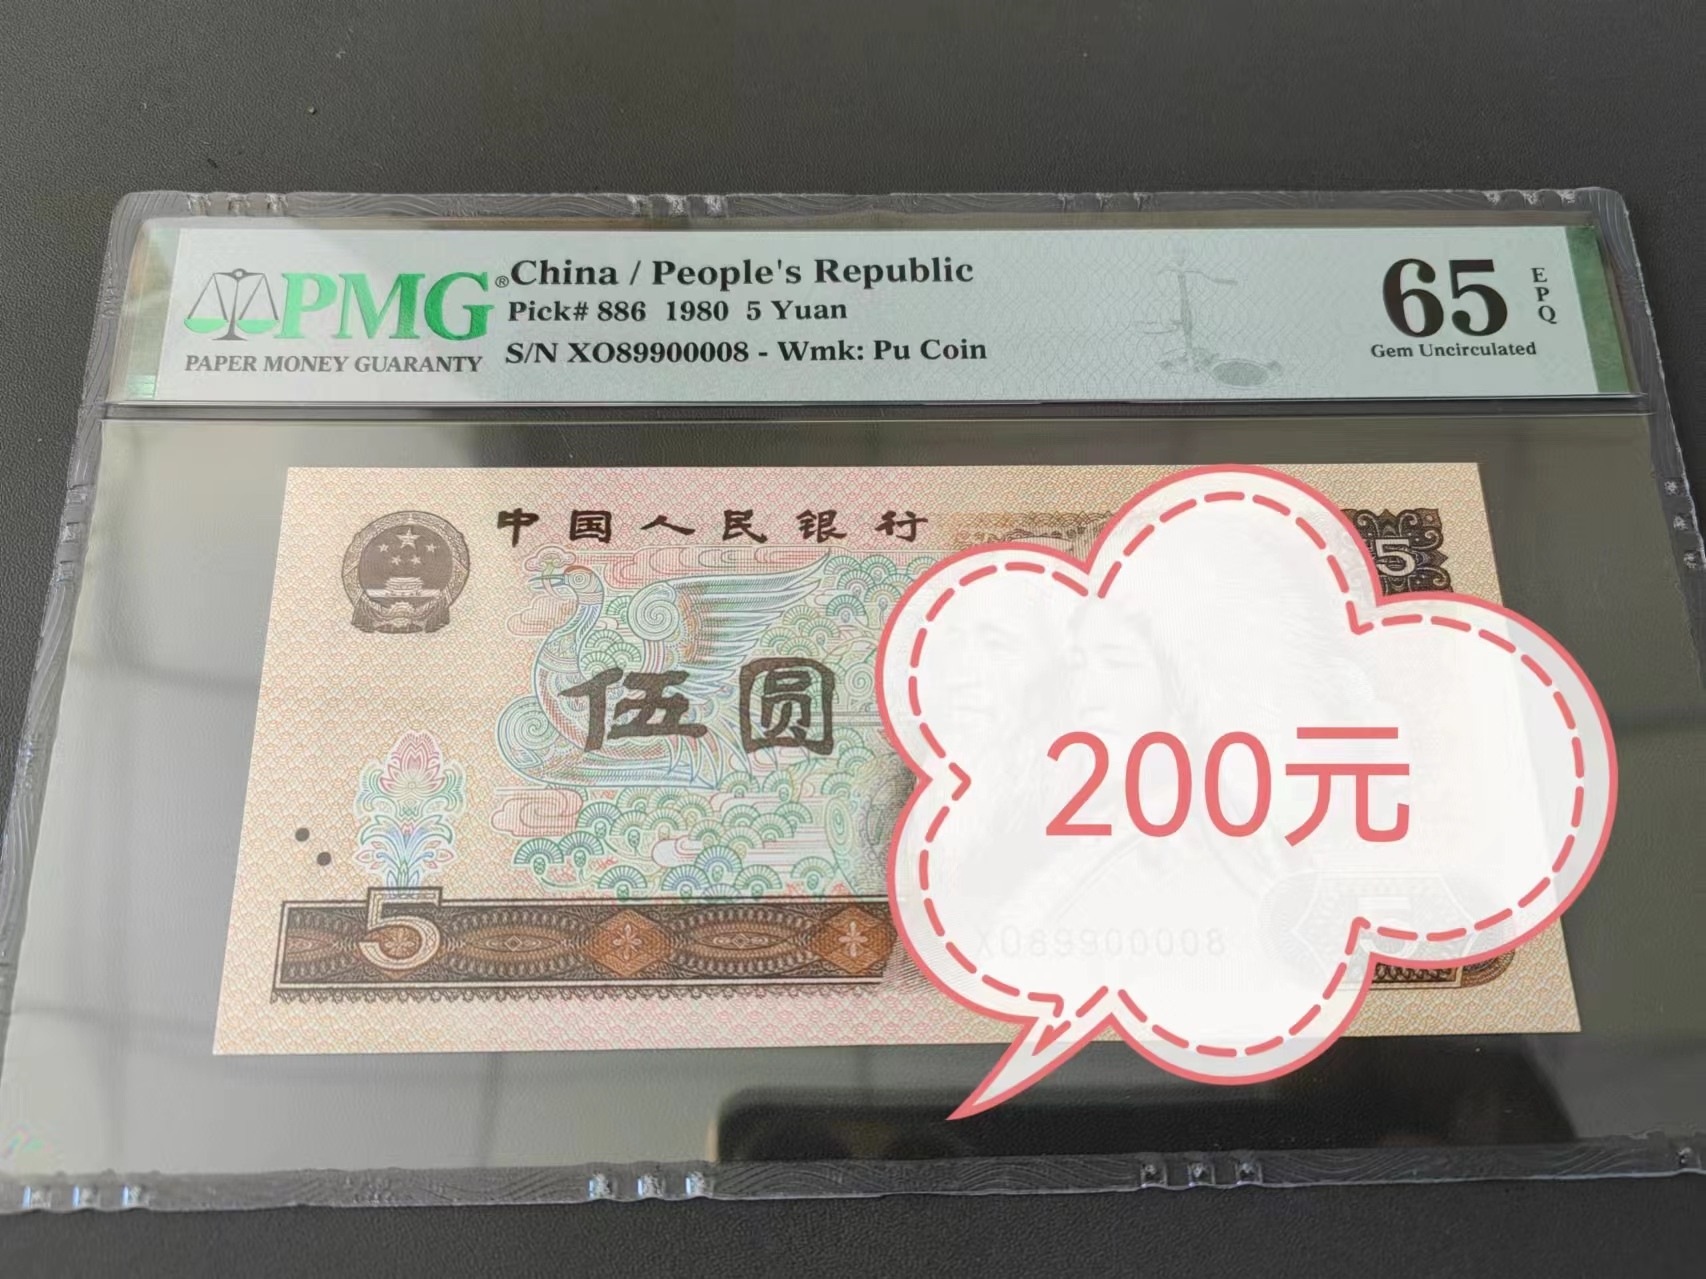 PMG®
PAPER MONEY GUARANTY
China / People's Republic
Pick# 886 1980 5 Yuan
S/N XO89900008 - Wmk: Pu Coin
65
EPQ
Gem Uncirculated
中国人民银行
5
伍圆
200元
XO89900008
5